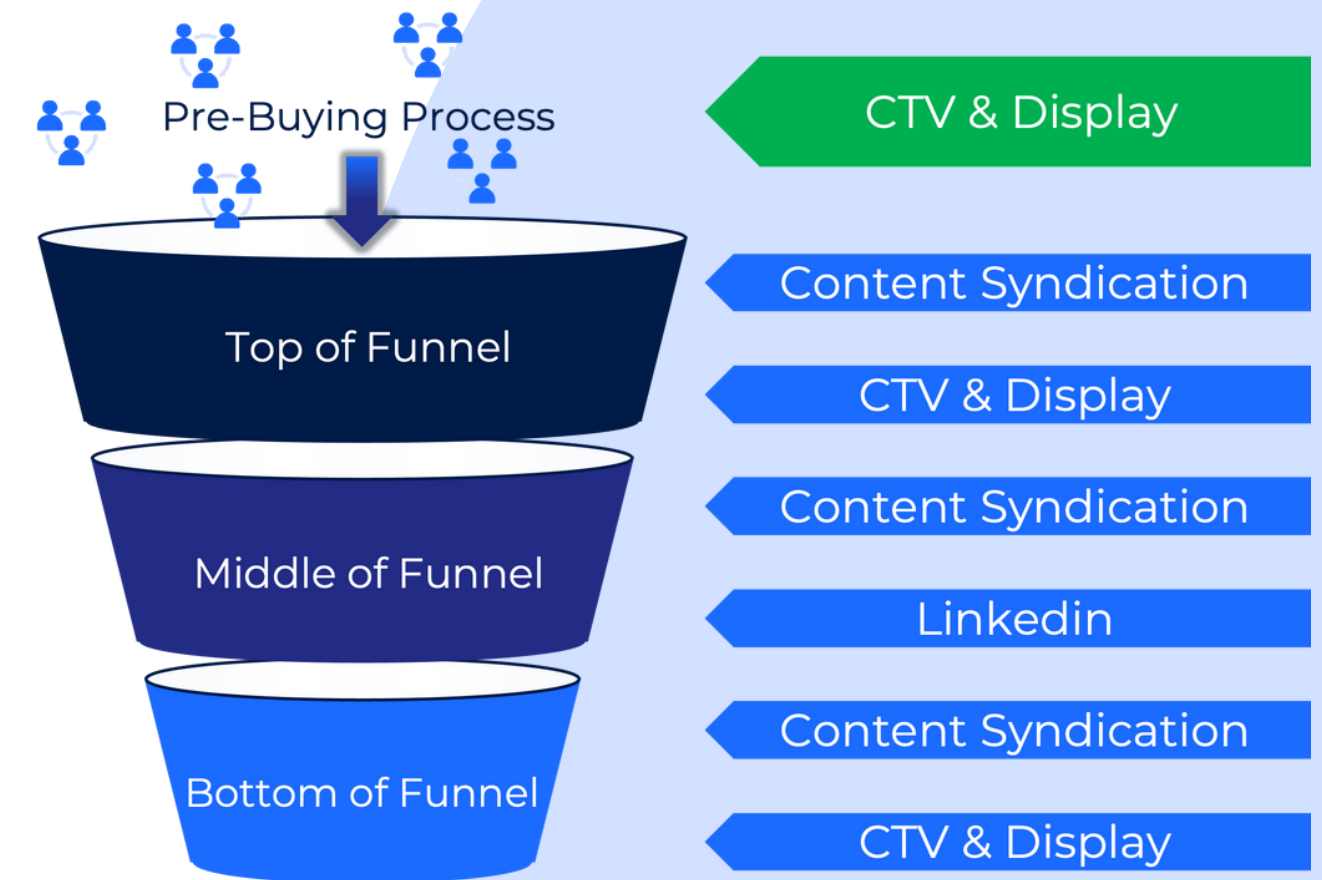 Pre-Buying Process
CTV & Display
Content Syndication
Top of Funnel
CTV & Display
Content Syndication
Middle of Funnel
Linkedin
Content Syndication
Bottom of Funnel
CTV & Display